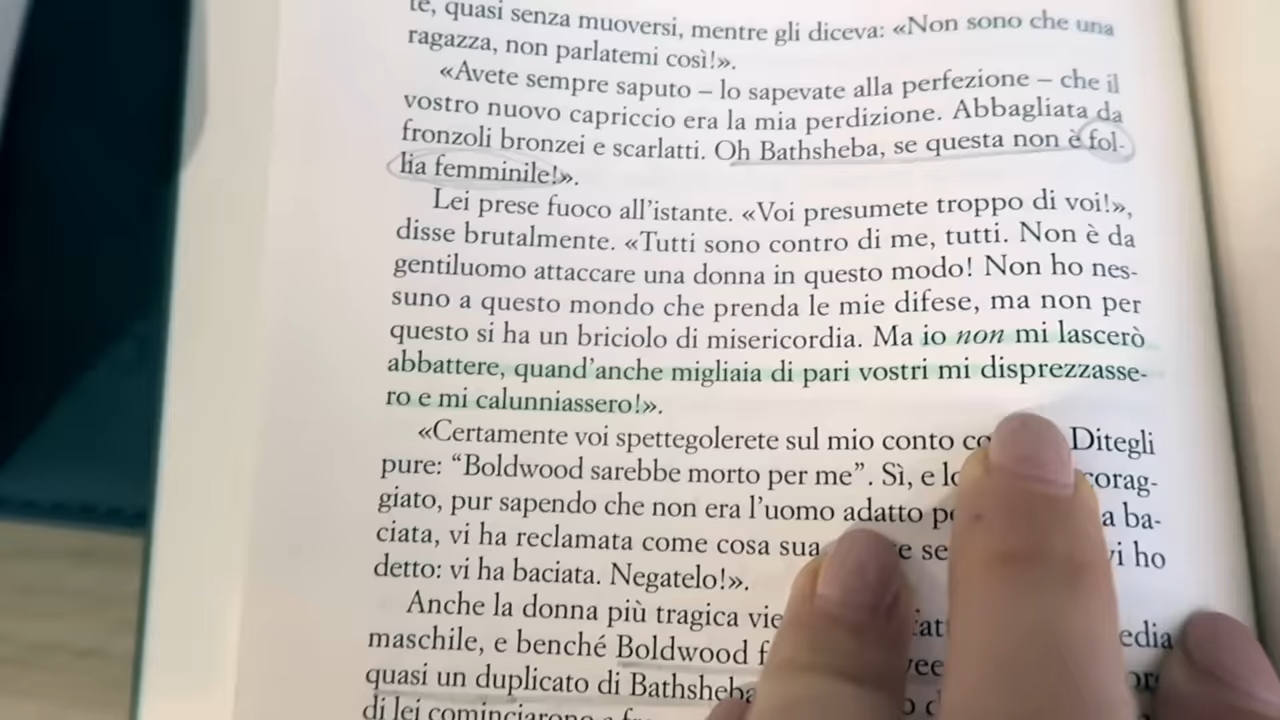 te, quasi senza muoversi, mentre gli diceva: «Non sono che una
ragazza, non parlatemi così!».
«Avete sempre saputo – lo sapevate alla perfezione – che il
vostro nuovo capriccio era la mia perdizione. Abbagliata da
fronzoli bronzei e scarlatti. Oh Bathsheba, se questa non è fol-
lia femminile!».
Lei prese fuoco all'istante. «Voi presumete troppo di voi!»,
disse brutalmente. «Tutti sono contro di me, tutti. Non è da
gentiluomo attaccare una donna in questo modo! Non ho nes-
suno a questo mondo che prenda le mie difese, ma non per
questo si ha un briciolo di misericordia. Ma io non mi lascerò
abbattere, quand'anche migliaia di pari vostri mi disprezzasse-
ro e mi calunniassero!».
«Certamente voi spettegolerete sul mio conto Ditegli
pure: “Boldwood sarebbe morto per me”. Sì, e
giato, pur sapendo che non era l'uomo adatto a ba-
ciata, vi ha reclamata come cosa sua vi ho
detto: vi ha baciata. Negatelo!».
Anche la donna più tragica
maschile, e benché Boldwood
quasi un duplicato di Bathsheba
di lei cominciarono a